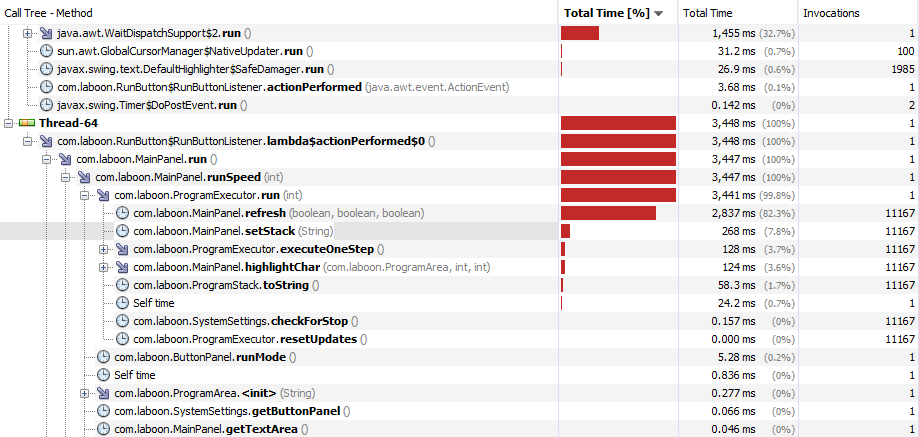 Call Tree - Method Total Time [%] Total Time Invocations
java.awt.WaitDispatchSupport$2.run () 1,455 ms (32.7%) 1
sun.awt.GlobalCursorManager$NativeUpdater.run () 31.2 ms (0.7%) 100
javax.swing.text.DefaultHighlighter$SafeDamager.run () 26.9 ms (0.6%) 1985
com.laboon.RunButton$RunButtonListener.actionPerformed (java.awt.event.ActionEvent) 3.68 ms (0.1%) 1
javax.swing.Timer$DoPostEvent.run () 0.142 ms (0%) 2
Thread-64 3,448 ms (100%) 1
com.laboon.RunButton$RunButtonListener.lambda$actionPerformed$0 () 3,448 ms (100%) 1
com.laboon.MainPanel.run () 3,447 ms (100%) 1
com.laboon.MainPanel.runSpeed (int) 3,447 ms (100%) 1
com.laboon.ProgramExecutor.run (int) 3,441 ms (99.8%) 1
com.laboon.MainPanel.refresh (boolean, boolean, boolean) 2,837 ms (82.3%) 11167
com.laboon.MainPanel.setStack (String) 268 ms (7.8%) 11167
com.laboon.ProgramExecutor.executeOneStep () 128 ms (3.7%) 11167
com.laboon.MainPanel.highlightChar (com.laboon.ProgramArea, int, int) 124 ms (3.6%) 11167
com.laboon.ProgramStack.toString () 58.3 ms (1.7%) 11167
Self time 24.2 ms (0.7%) 1
com.laboon.SystemSettings.checkForStop () 0.157 ms (0%) 11167
com.laboon.ProgramExecutor.resetUpdates () 0.000 ms (0%) 11167
com.laboon.ButtonPanel.runMode () 5.28 ms (0.2%) 1
Self time 0.836 ms (0%) 1
com.laboon.ProgramArea.<init> (String) 0.277 ms (0%) 1
com.laboon.SystemSettings.getButtonPanel () 0.066 ms (0%) 1
com.laboon.MainPanel.getTextArea () 0.046 ms (0%) 1